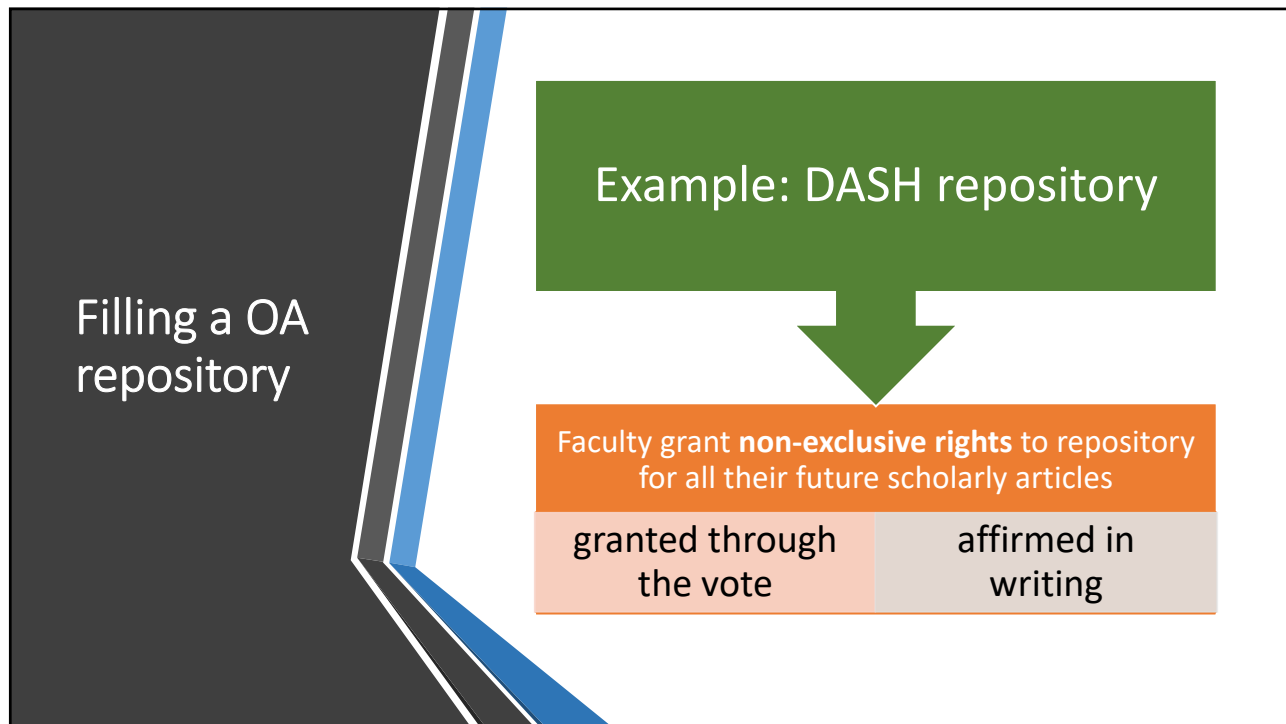 Filling a OA
repository
Example: DASH repository
Faculty grant non-exclusive rights to repository
for all their future scholarly articles
granted through
the vote
affirmed in
writing